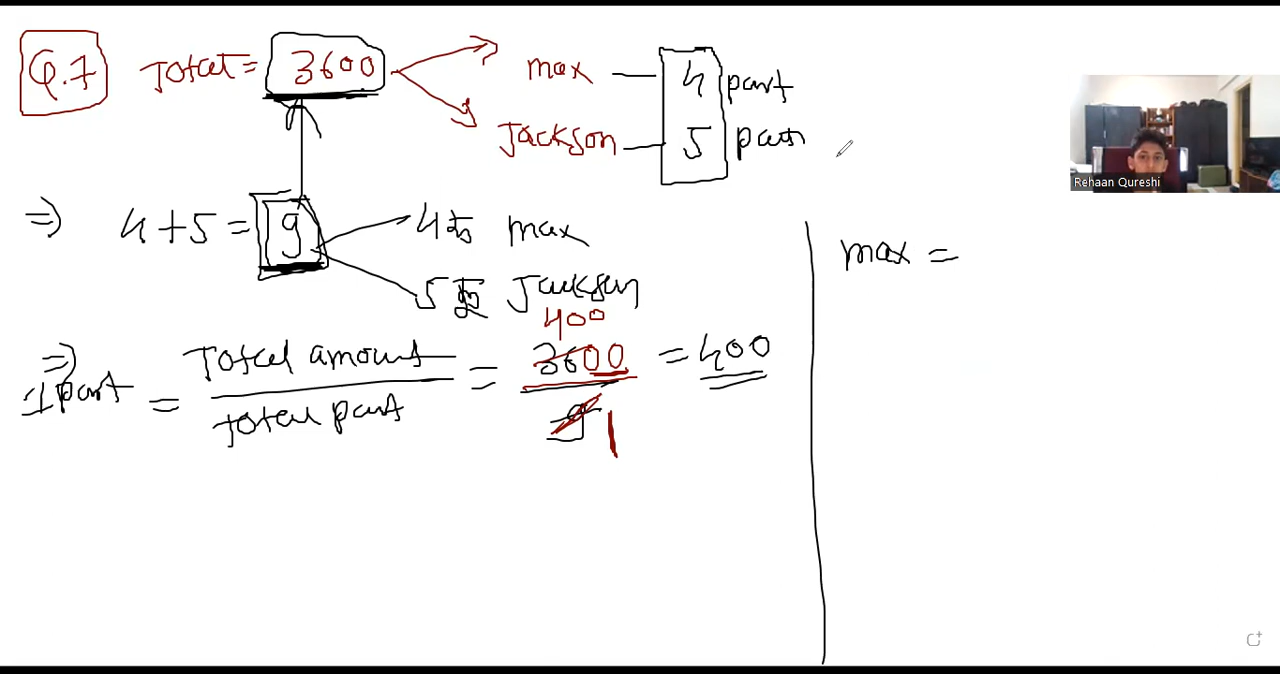 Q.7 Total = 3600
max — 4 part
Jackson — 5 part
⇒ 4+5 = 9
4 to max
5 to Jackson
⇒
1 part = Total amount / Total part = 3600 / 9 = 400
400
1
max =
Rehaan Qureshi